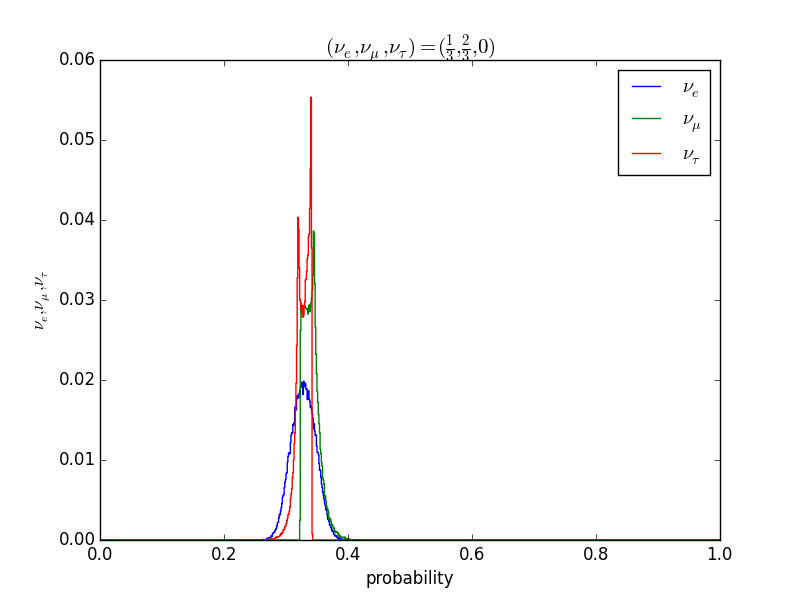 (ν_e, ν_μ, ν_τ) = (1/3, 2/3, 0)
0.06
0.05
0.04
0.03
0.02
0.01
0.00
ν_e, ν_μ, ν_τ
ν_e
ν_μ
ν_τ
0.0 0.2 0.4 0.6 0.8 1.0
probability